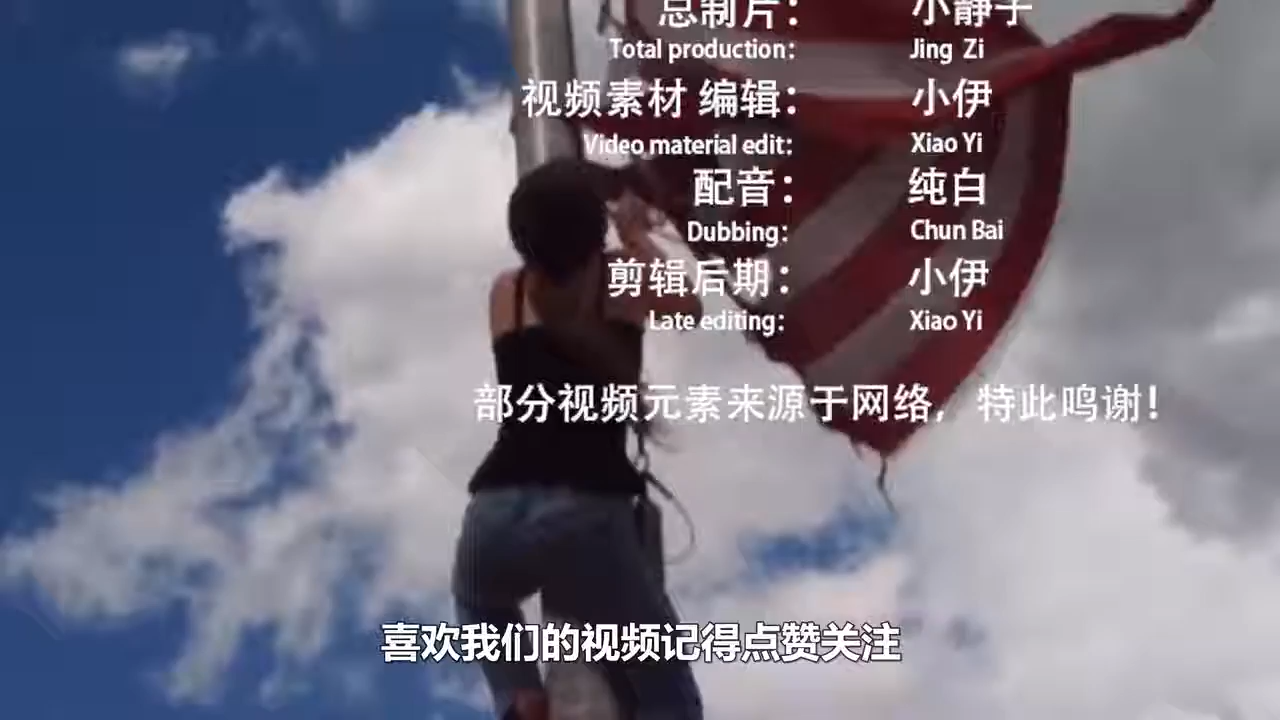 总制片： 小静子
Total production: Jing Zi
视频素材 编辑： 小伊
Video material edit: Xiao Yi
配音： 纯白
Dubbing: Chun Bai
剪辑后期： 小伊
Late editing: Xiao Yi
部分视频元素来源于网络，特此鸣谢！
喜欢我们的视频记得点赞关注